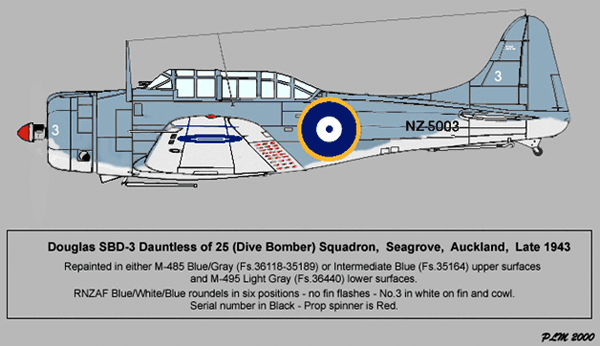 3
3
NZ 5003
Douglas SBD-3 Dauntless of 25 (Dive Bomber) Squadron, Seagrove, Auckland, Late 1943
Repainted in either M-485 Blue/Gray (Fs.36118-35189) or Intermediate Blue (Fs.35164) upper surfaces
and M-495 Light Gray (Fs.36440) lower surfaces.
RNZAF Blue/White/Blue roundels in six positions - no fin flashes - No.3 in white on fin and cowl.
Serial number in Black - Prop spinner is Red.
PLM 2000